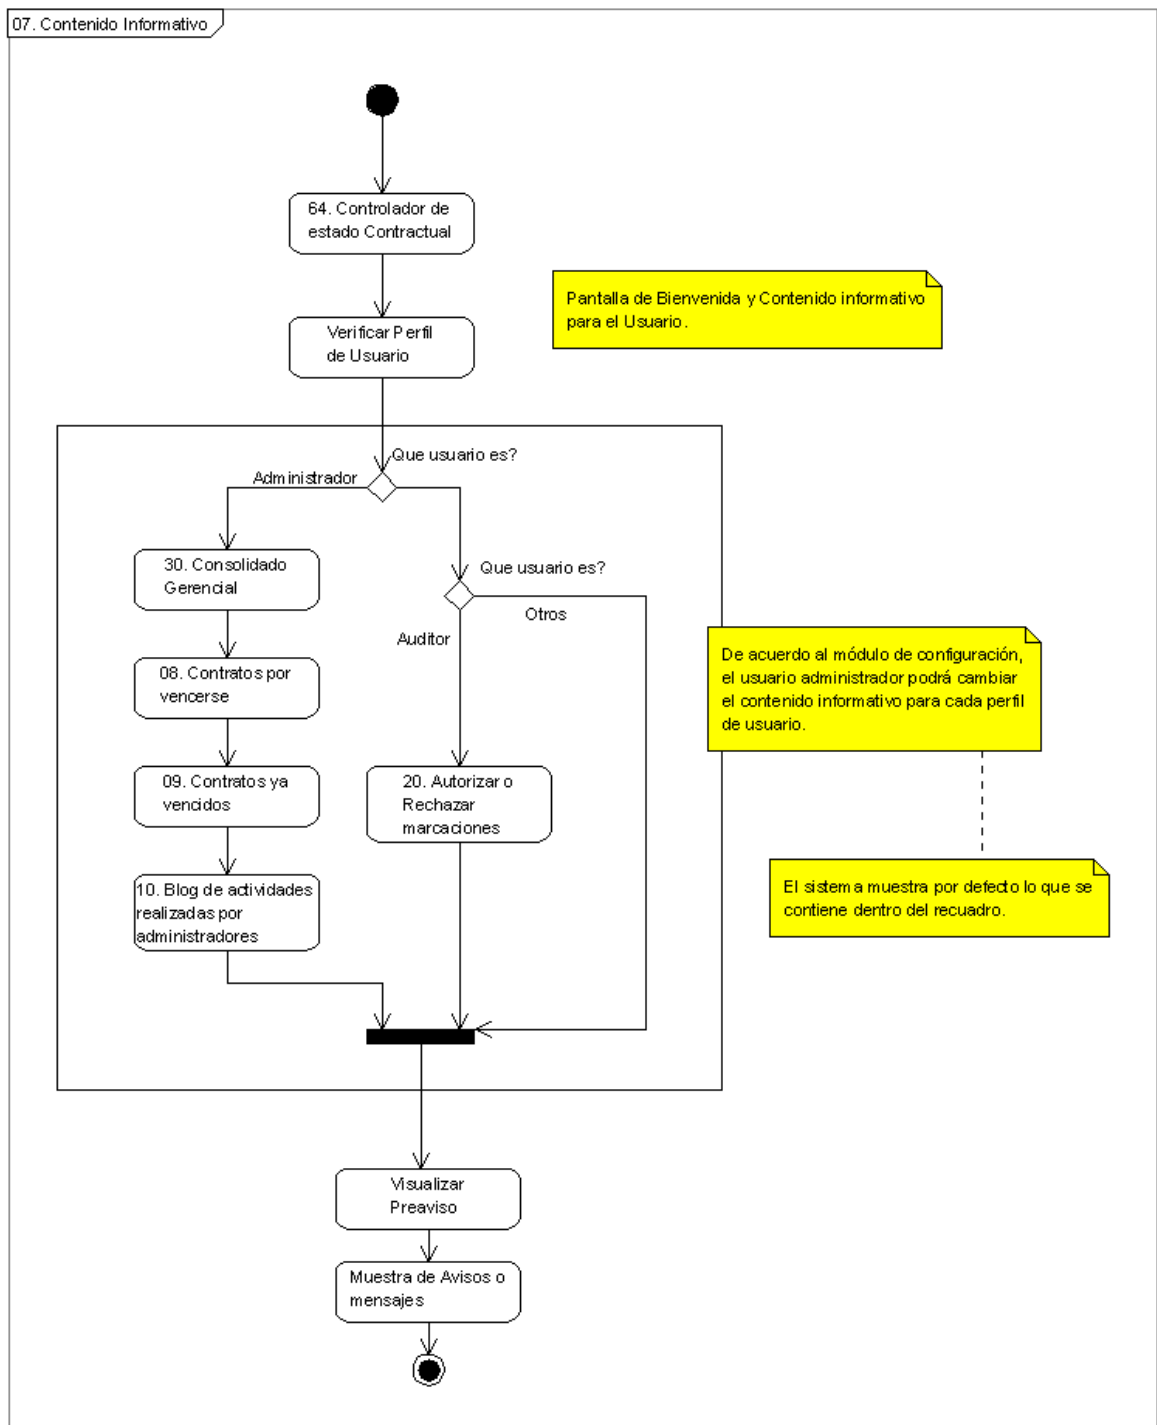 07. Contenido Informativo
64. Controlador de
estado Contractual
Pantalla de Bienvenida y Contenido informativo
para el Usuario.
Verificar Perfil
de Usuario
Que usuario es?
Administrador
30. Consolidado
Gerencial
Que usuario es?
Otros
Auditor
De acuerdo al módulo de configuración,
el usuario administrador podrá cambiar
el contenido informativo para cada perfil
de usuario.
08. Contratos por
vencerse
09. Contratos ya
vencidos
20. Autorizar o
Rechazar
marcaciones
10. Blog de actividades
realizadas por
administradores
El sistema muestra por defecto lo que se
contiene dentro del recuadro.
Visualizar
Preaviso
Muestra de Avisos o
mensajes